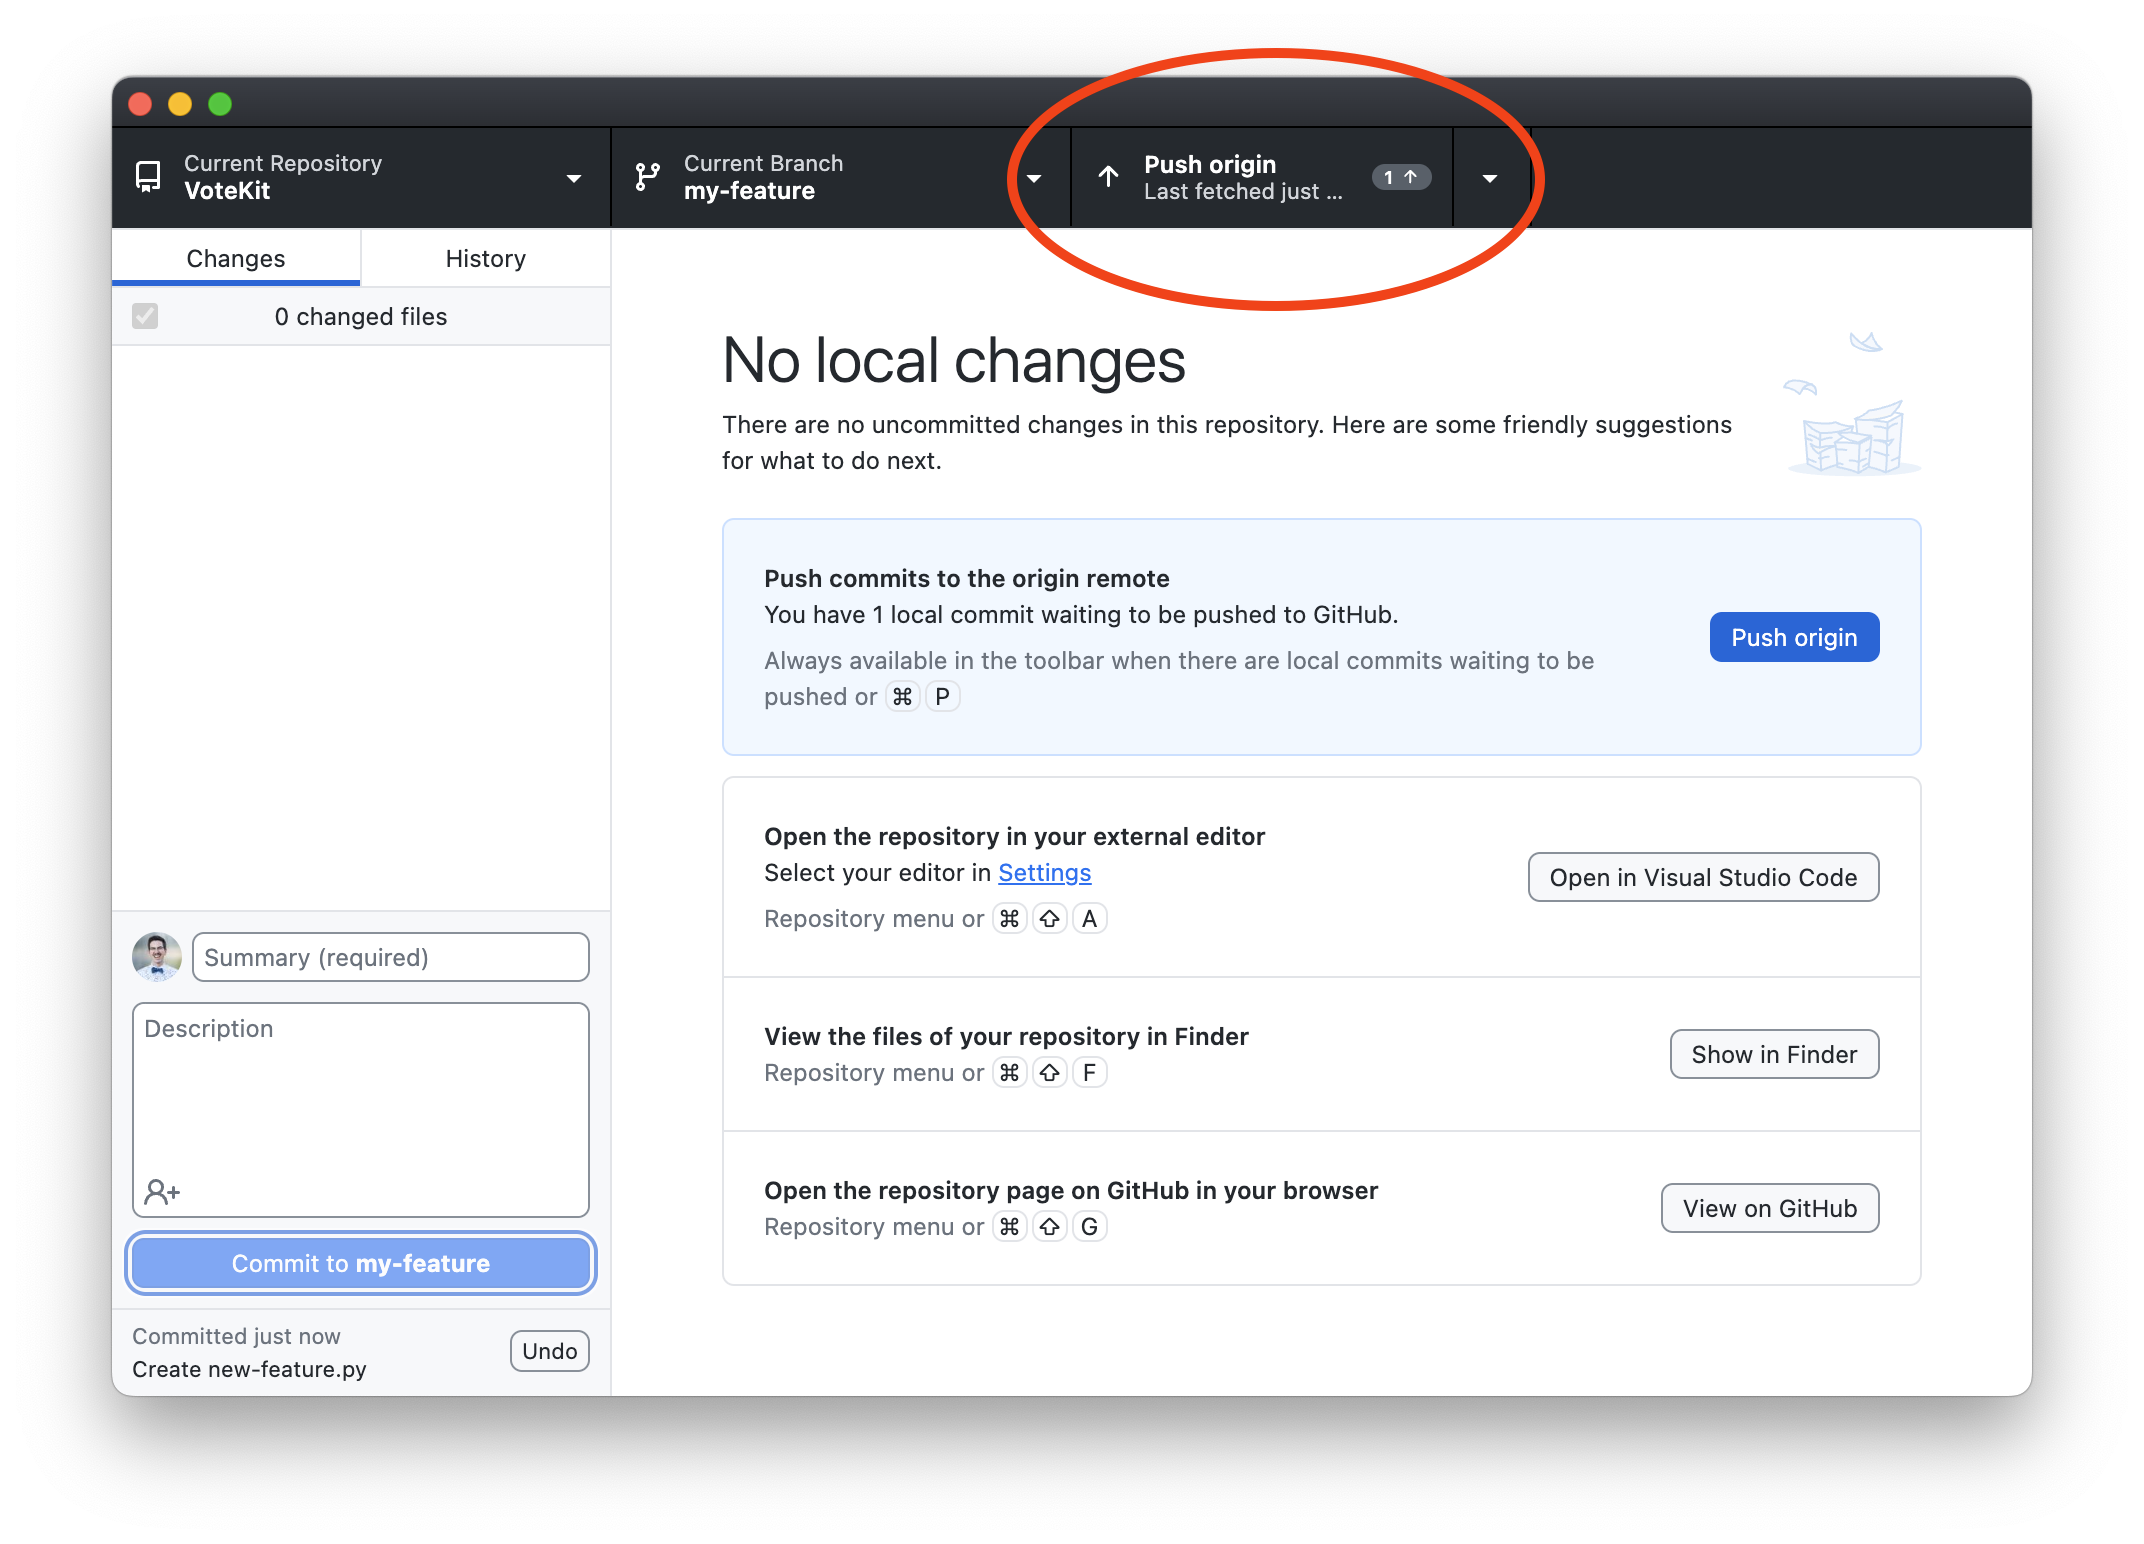 Current Repository
VoteKit
Current Branch
my-feature
Push origin
Last fetched just ...
1 ↑
Changes
History
0 changed files
No local changes
There are no uncommitted changes in this repository. Here are some friendly suggestions
for what to do next.
Push commits to the origin remote
You have 1 local commit waiting to be pushed to GitHub.
Always available in the toolbar when there are local commits waiting to be
pushed or ⌘ P
Push origin
Open the repository in your external editor
Select your editor in Settings
Repository menu or ⌘ ⇧ A
Open in Visual Studio Code
View the files of your repository in Finder
Repository menu or ⌘ ⇧ F
Show in Finder
Open the repository page on GitHub in your browser
Repository menu or ⌘ ⇧ G
View on GitHub
Summary (required)
Description
Commit to my-feature
Committed just now
Create new-feature.py
Undo